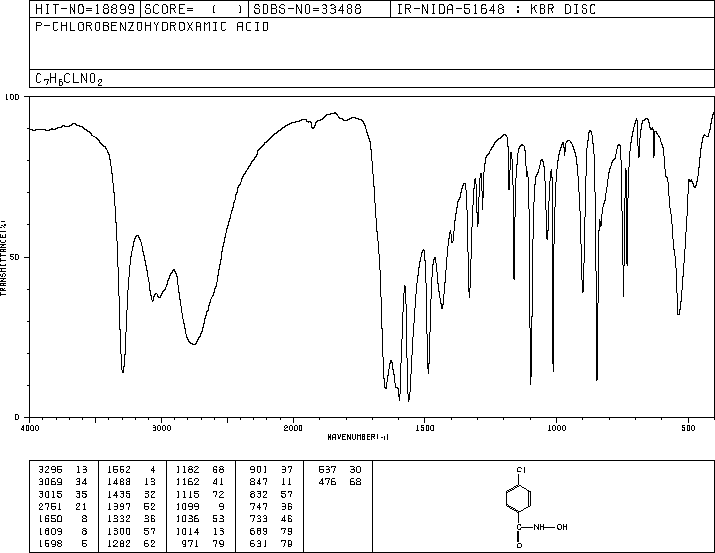 HIT-NO=18899 SCORE= ( ) SDBS-NO=33488 IR-NIDA-51648 : KBR DISC
P-CHLOROBENZOHYDROXAMIC ACID
C7H6CLNO2
100
50
0
TRANSMITTANCE(%)
4000 3000 2000 1500 1000 500
WAVENUMBER(-1)
3295 13 1562 4 1182 68 901 37 537 30
3069 34 1488 13 1162 41 847 11 476 68
3015 35 1435 32 1115 72 832 57
2751 21 1397 52 1099 9 747 36
1650 8 1332 36 1036 53 733 46
1609 8 1300 57 1014 13 689 79
1598 5 1282 62 971 79 631 79
Cl
C NH OH
O